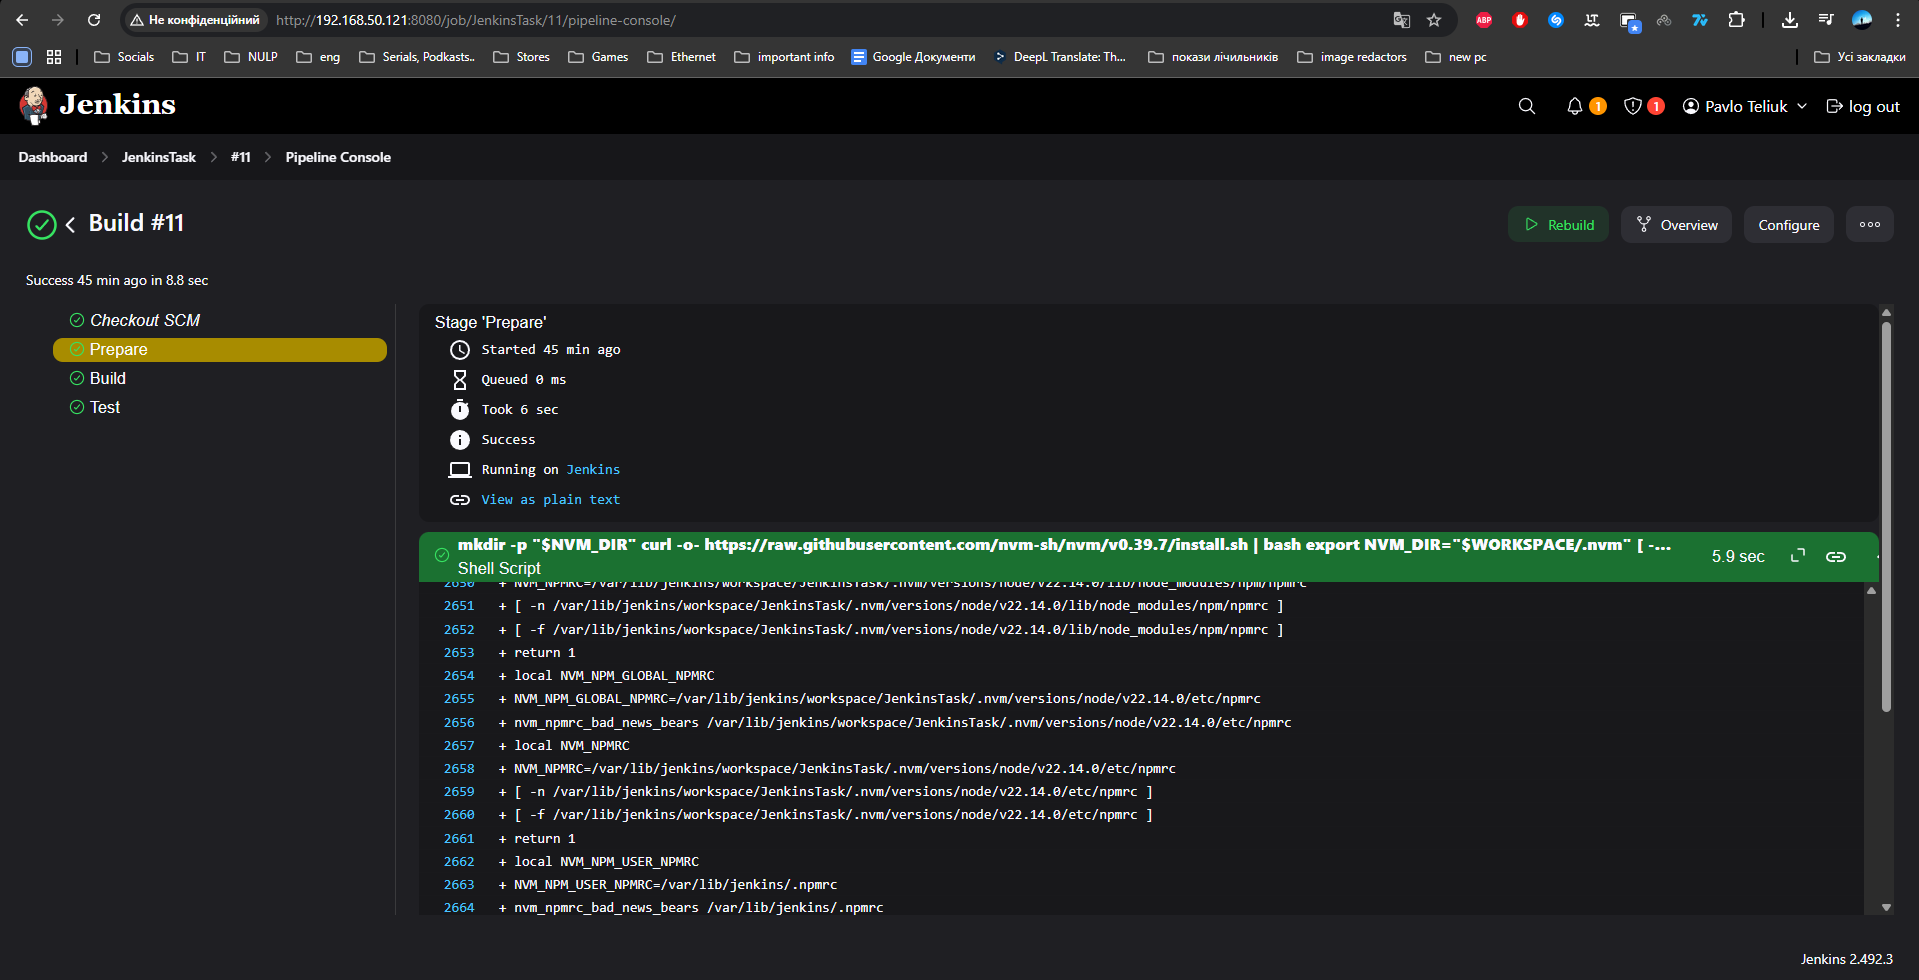 Не конфіденційний http://192.168.50.121:8080/job/JenkinsTask/11/pipeline-console/
Socials IT NULP eng Serials, Podkasts.. Stores Games Ethernet important info Google Документи DeepL Translate: Th... покази лічильників image redactors new pc Усі закладки
Jenkins 1 1 Pavlo Teliuk log out
Dashboard JenkinsTask #11 Pipeline Console
Build #11 Rebuild Overview Configure
Success 45 min ago in 8.8 sec
Checkout SCM
Prepare
Build
Test
Stage 'Prepare'
Started 45 min ago
Queued 0 ms
Took 6 sec
Success
Running on Jenkins
View as plain text
mkdir -p "$NVM_DIR" curl -o- https://raw.githubusercontent.com/nvm-sh/nvm/v0.39.7/install.sh | bash export NVM_DIR="$WORKSPACE/.nvm" [ -...
Shell Script
5.9 sec
2650 + NVM_NPMRC=/var/lib/jenkins/workspace/JenkinsTask/.nvm/versions/node/v22.14.0/lib/node_modules/npm/npmrc
2651 + [ -n /var/lib/jenkins/workspace/JenkinsTask/.nvm/versions/node/v22.14.0/lib/node_modules/npm/npmrc ]
2652 + [ -f /var/lib/jenkins/workspace/JenkinsTask/.nvm/versions/node/v22.14.0/lib/node_modules/npm/npmrc ]
2653 + return 1
2654 + local NVM_NPM_GLOBAL_NPMRC
2655 + NVM_NPM_GLOBAL_NPMRC=/var/lib/jenkins/workspace/JenkinsTask/.nvm/versions/node/v22.14.0/etc/npmrc
2656 + nvm_npmrc_bad_news_bears /var/lib/jenkins/workspace/JenkinsTask/.nvm/versions/node/v22.14.0/etc/npmrc
2657 + local NVM_NPMRC
2658 + NVM_NPMRC=/var/lib/jenkins/workspace/JenkinsTask/.nvm/versions/node/v22.14.0/etc/npmrc
2659 + [ -n /var/lib/jenkins/workspace/JenkinsTask/.nvm/versions/node/v22.14.0/etc/npmrc ]
2660 + [ -f /var/lib/jenkins/workspace/JenkinsTask/.nvm/versions/node/v22.14.0/etc/npmrc ]
2661 + return 1
2662 + local NVM_NPM_USER_NPMRC
2663 + NVM_NPM_USER_NPMRC=/var/lib/jenkins/.npmrc
2664 + nvm_npmrc_bad_news_bears /var/lib/jenkins/.npmrc
Jenkins 2.492.3